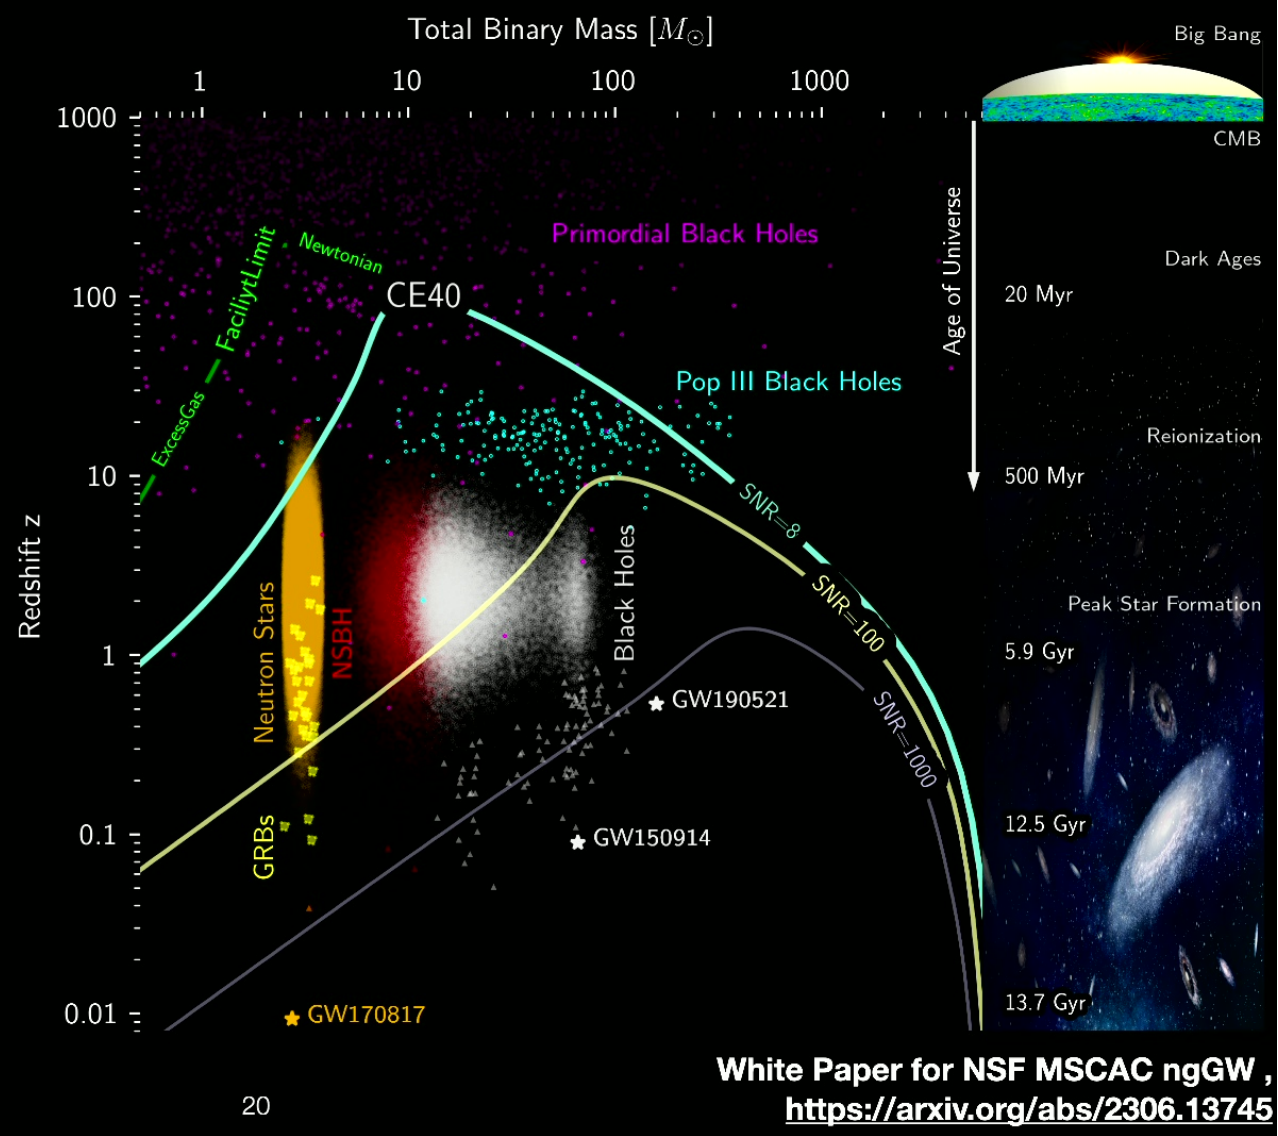 Total Binary Mass [M☉]
1 10 100 1000
Big Bang
1000
CMB
Primordial Black Holes
Newtonian
FaciliytLimit
ExcessGas
Age of Universe
Dark Ages
20 Myr
100
CE40
Pop III Black Holes
Reionization
10
500 Myr
SNR=8
Redshift z
Neutron Stars
NSBH
Black Holes
SNR=100
Peak Star Formation
1
5.9 Gyr
GW190521
SNR=1000
0.1
GRBs
GW150914
12.5 Gyr
0.01
GW170817
13.7 Gyr
White Paper for NSF MSCAC ngGW ,
20
https://arxiv.org/abs/2306.13745